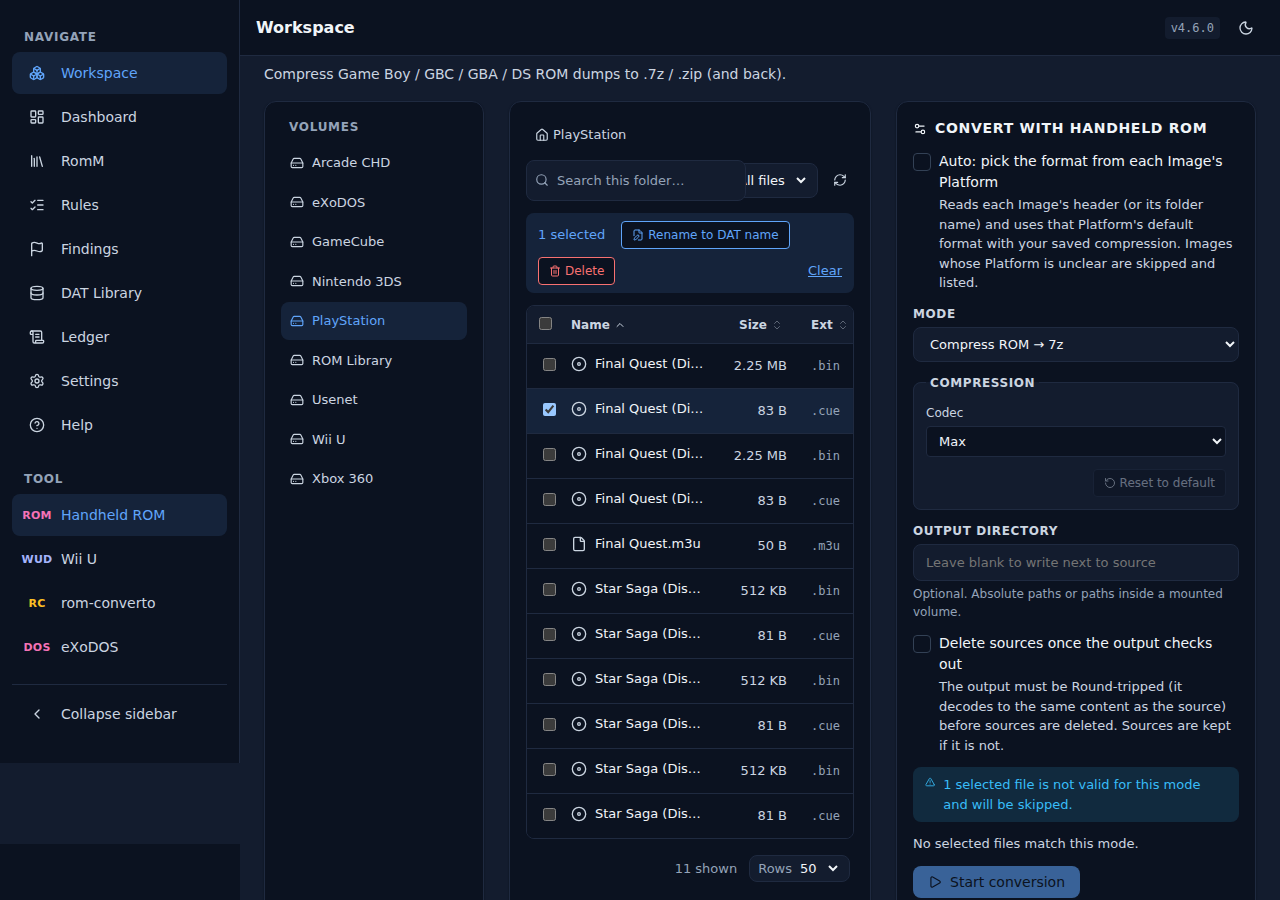 NAVIGATE
Workspace
Dashboard
RomM
Rules
Findings
DAT Library
Ledger
Settings
Help
TOOL
ROM Handheld ROM
WUD Wii U
RC rom-converto
DOS eXoDOS
Collapse sidebar
Workspace
v4.6.0
Compress Game Boy / GBC / GBA / DS ROM dumps to .7z / .zip (and back).
VOLUMES
Arcade CHD
eXoDOS
GameCube
Nintendo 3DS
PlayStation
ROM Library
Usenet
Wii U
Xbox 360
PlayStation
Search this folder…
ll files
1 selected
Rename to DAT name
Delete
Clear
Name Size Ext
Final Quest (Di… 2.25 MB .bin
Final Quest (Di… 83 B .cue
Final Quest (Di… 2.25 MB .bin
Final Quest (Di… 83 B .cue
Final Quest.m3u 50 B .m3u
Star Saga (Dis… 512 KB .bin
Star Saga (Dis… 81 B .cue
Star Saga (Dis… 512 KB .bin
Star Saga (Dis… 81 B .cue
Star Saga (Dis… 512 KB .bin
Star Saga (Dis… 81 B .cue
11 shown Rows 50
CONVERT WITH HANDHELD ROM
Auto: pick the format from each Image's
Platform
Reads each Image's header (or its folder
name) and uses that Platform's default
format with your saved compression. Images
whose Platform is unclear are skipped and
listed.
MODE
Compress ROM → 7z
COMPRESSION
Codec
Max
Reset to default
OUTPUT DIRECTORY
Leave blank to write next to source
Optional. Absolute paths or paths inside a mounted
volume.
Delete sources once the output checks
out
The output must be Round-tripped (it
decodes to the same content as the source)
before sources are deleted. Sources are kept
if it is not.
1 selected file is not valid for this mode
and will be skipped.
No selected files match this mode.
Start conversion